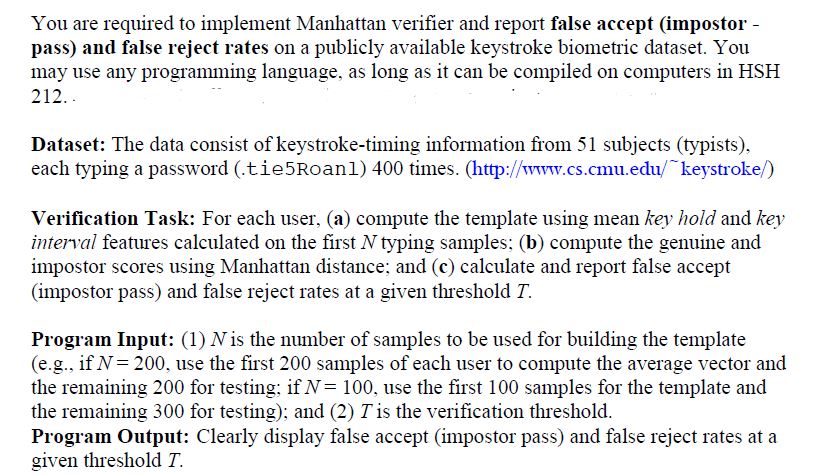 You are required to implement Manhattan verifier and report false accept (impostor -
pass) and false reject rates on a publicly available keystroke biometric dataset. You
may use any programming language, as long as it can be compiled on computers in HSH
212. .
Dataset: The data consist of keystroke-timing information from 51 subjects (typists),
each typing a password (.tie5Roanl) 400 times. (http://www.cs.cmu.edu/~keystroke/)
Verification Task: For each user, (a) compute the template using mean key hold and key
interval features calculated on the first N typing samples; (b) compute the genuine and
impostor scores using Manhattan distance; and (c) calculate and report false accept
(impostor pass) and false reject rates at a given threshold T.
Program Input: (1) N is the number of samples to be used for building the template
(e.g., if N = 200, use the first 200 samples of each user to compute the average vector and
the remaining 200 for testing; if N = 100, use the first 100 samples for the template and
the remaining 300 for testing); and (2) T is the verification threshold.
Program Output: Clearly display false accept (impostor pass) and false reject rates at a
given threshold T.